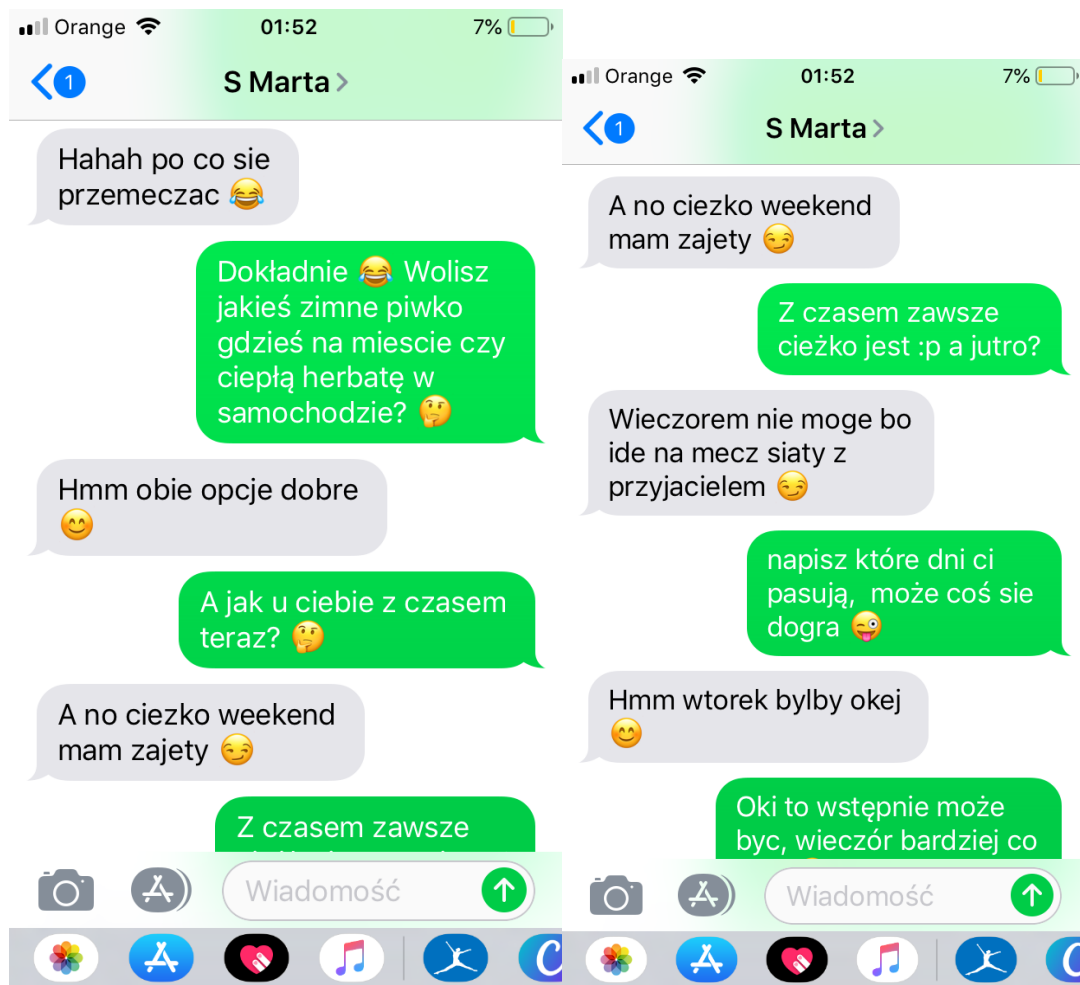 Orange 01:52 7%
1 S Marta
Hahah po co sie
przemeczac 😂
Dokładnie 😂 Wolisz
jakieś zimne piwko
gdzieś na miescie czy
ciepłą herbatę w
samochodzie? 🤔
Hmm obie opcje dobre
😊
A jak u ciebie z czasem
teraz? 🤔
A no ciezko weekend
mam zajety 😏
Z czasem zawsze
Wiadomość
Orange 01:52 7%
1 S Marta
A no ciezko weekend
mam zajety 😏
Z czasem zawsze
cieżko jest :p a jutro?
Wieczorem nie moge bo
ide na mecz siaty z
przyjacielem 😏
napisz które dni ci
pasują,  może coś sie
dogra 😜
Hmm wtorek bylby okej
😊
Oki to wstępnie może
byc, wieczór bardziej co
Wiadomość